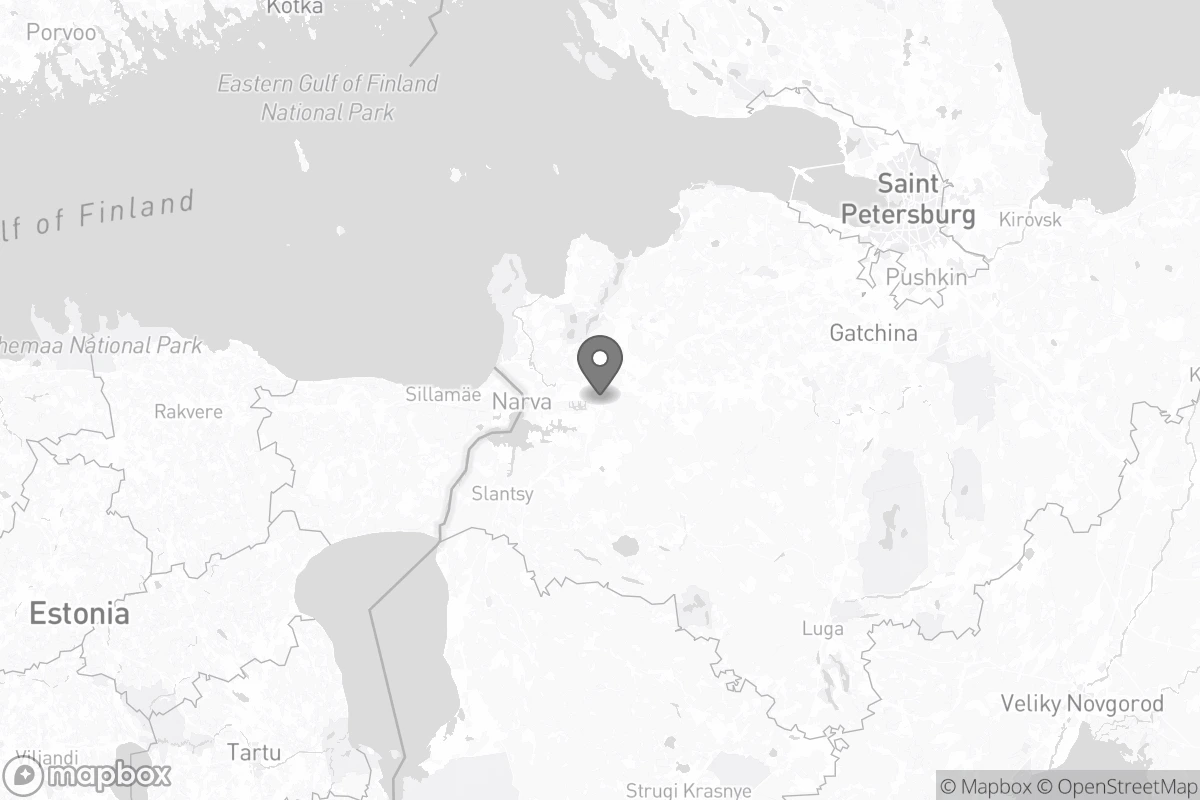 Kotka
Porvoo
Eastern Gulf of Finland
National Park
Saint
Petersburg
lf of Finland
Kirovsk
Pushkin
Gatchina
hemaa National Park
K
Sillamäe
Narva
Rakvere
Slantsy
Estonia
Luga
Veliky Novgorod
Tartu
Viljandi
mapbox
Strugi Krasnye
© Mapbox © OpenStreetMap